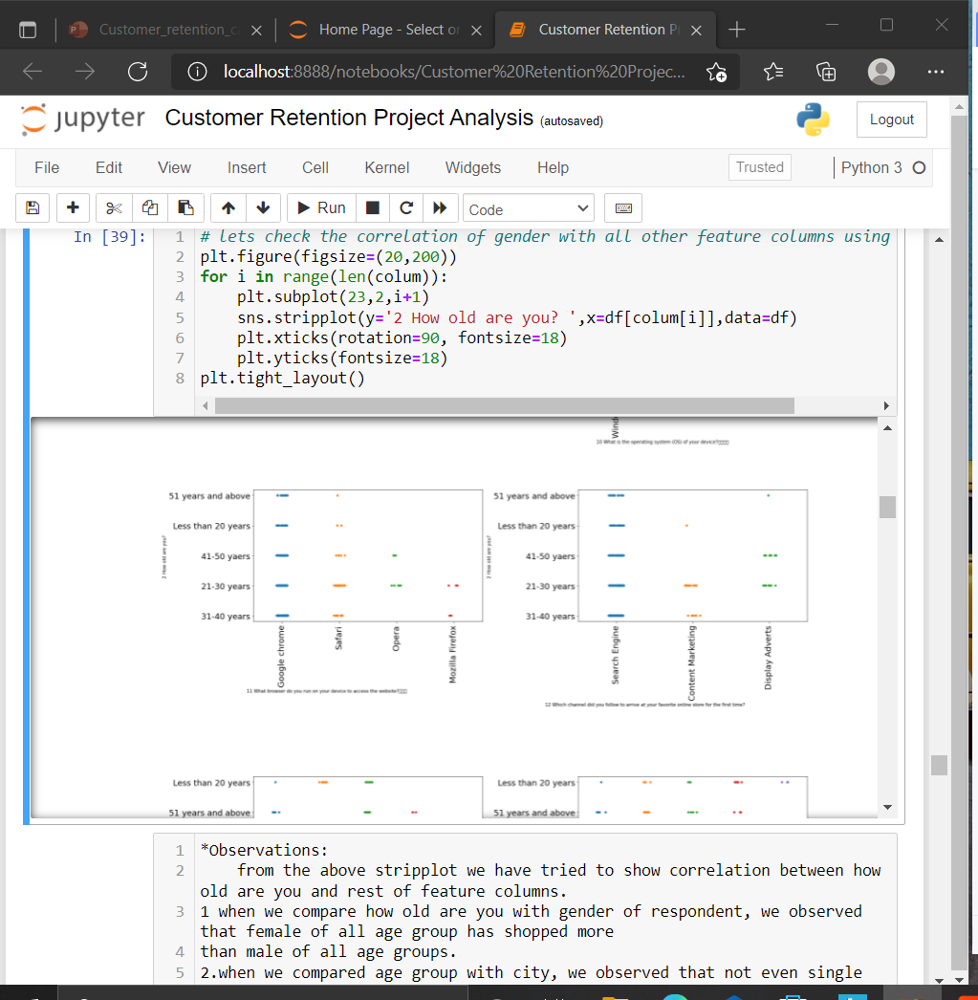 Customer_retention_c
Home Page - Select or
Customer Retention P
localhost:8888/notebooks/Customer%20Retention%20Projec...
jupyter Customer Retention Project Analysis (autosaved)
Logout
File Edit View Insert Cell Kernel Widgets Help
Trusted
Python 3
Run
Code
In [39]:
1 # lets check the correlation of gender with all other feature columns using
2 plt.figure(figsize=(20,200))
3 for i in range(len(colum)):
4 plt.subplot(23,2,i+1)
5 sns.stripplot(y='2 How old are you? ',x=df[colum[i]],data=df)
6 plt.xticks(rotation=90, fontsize=18)
7 plt.yticks(fontsize=18)
8 plt.tight_layout()
Wind
10 What is the operating system (OS) of your device?
51 years and above
Less than 20 years
41-50 yaers
21-30 years
31-40 years
2 How old are you?
Google chrome
Safari
Opera
Mozilla Firefox
11 What browser do you run on your device to access the website?
51 years and above
Less than 20 years
41-50 yaers
21-30 years
31-40 years
2 How old are you?
Search Engine
Content Marketing
Display Adverts
12 Which channel did you follow to arrive at your favorite online store for the first time?
Less than 20 years
51 years and above
Less than 20 years
51 years and above
1 *Observations:
2 from the above stripplot we have tried to show correlation between how
old are you and rest of feature columns.
3 1 when we compare how old are you with gender of respondent, we observed
that female of all age group has shopped more
4 than male of all age groups.
5 2.when we compared age group with city, we observed that not even single